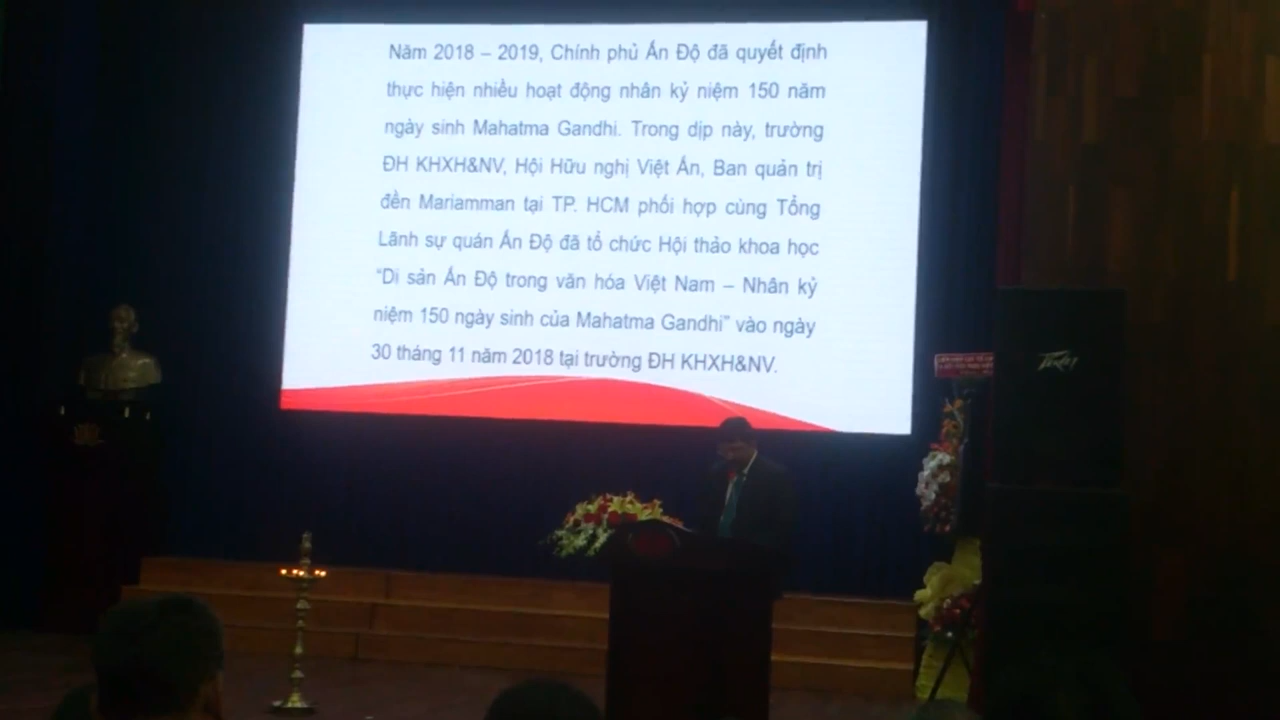 Năm 2018 – 2019, Chính phủ Ấn Độ đã quyết định
thực hiện nhiều hoạt động nhân kỷ niệm 150 năm
ngày sinh Mahatma Gandhi. Trong dịp này, trường
ĐH KHXH&NV, Hội Hữu nghị Việt Ấn, Ban quản trị
đền Mariamman tại TP. HCM phối hợp cùng Tổng
Lãnh sự quán Ấn Độ đã tổ chức Hội thảo khoa học
“Di sản Ấn Độ trong văn hóa Việt Nam – Nhân kỷ
niệm 150 ngày sinh của Mahatma Gandhi” vào ngày
30 tháng 11 năm 2018 tại trường ĐH KHXH&NV.
PEAVEY